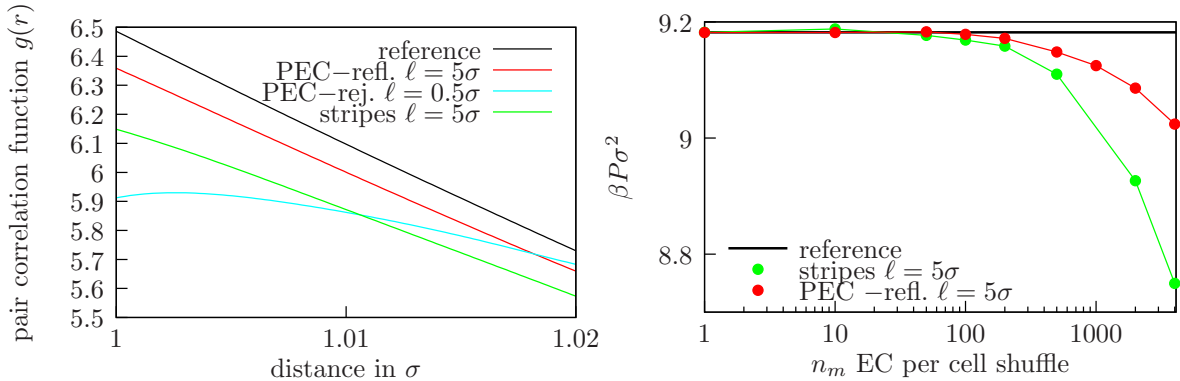 pair correlation function g(r)
6.5
6.4
6.3
6.2
6.1
6
5.9
5.8
5.7
5.6
5.5
reference
PEC−refl. ℓ = 5σ
PEC−rej. ℓ = 0.5σ
stripes ℓ = 5σ
1
1.01
1.02
distance in σ
βPσ²
9.2
9
8.8
reference
stripes ℓ = 5σ
PEC −refl. ℓ = 5σ
1
10
100
1000
n_m EC per cell shuffle